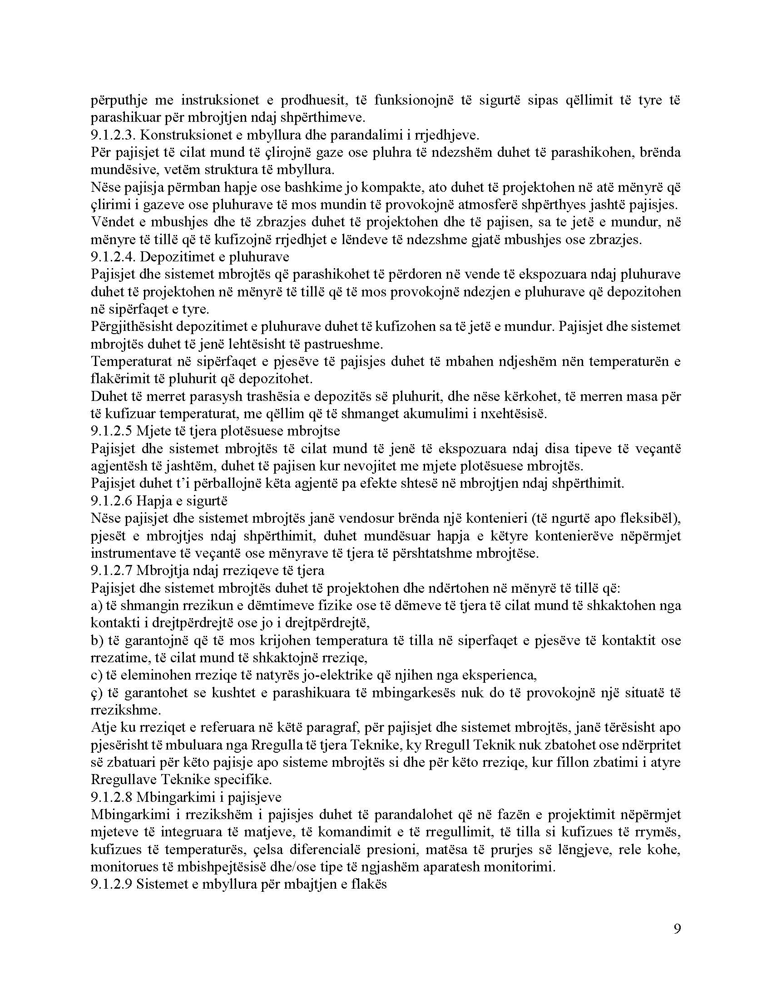 përputhje me instruksionet e prodhuesit, të funksionojnë të sigurtë sipas qëllimit të tyre të
parashikuar për mbrojtjen ndaj shpërthimeve.
9.1.2.3. Konstruksionet e mbyllura dhe parandalimi i rrjedhjeve.
Për pajisjet të cilat mund të çlirojnë gaze ose pluhra të ndezshëm duhet të parashikohen, brënda
mundësive, vetëm struktura të mbyllura.
Nëse pajisja përmban hapje ose bashkime jo kompakte, ato duhet të projektohen në atë mënyrë që
çlirimi i gazeve ose pluhurave të mos mundin të provokojnë atmosferë shpërthyes jashtë pajisjes.
Vëndet e mbushjes dhe të zbrazjes duhet të projektohen dhe të pajisen, sa te jetë e mundur, në
mënyre të tillë që të kufizojnë rrjedhjet e lëndeve të ndezshme gjatë mbushjes ose zbrazjes.
9.1.2.4. Depozitimet e pluhurave
Pajisjet dhe sistemet mbrojtës që parashikohet të përdoren në vende të ekspozuara ndaj pluhurave
duhet të projektohen në mënyrë të tillë që të mos provokojnë ndezjen e pluhurave që depozitohen
në sipërfaqet e tyre.
Përgjithësisht depozitimet e pluhurave duhet të kufizohen sa të jetë e mundur. Pajisjet dhe sistemet
mbrojtës duhet të jenë lehtësisht të pastrueshme.
Temperaturat në sipërfaqet e pjesëve të pajisjes duhet të mbahen ndjeshëm nën temperaturën e
flakërimit të pluhurit që depozitohet.
Duhet të merret parasysh trashësia e depozitës së pluhurit, dhe nëse kërkohet, të merren masa për
të kufizuar temperaturat, me qëllim që të shmanget akumulimi i nxehtësisë.
9.1.2.5 Mjete të tjera plotësuese mbrojtse
Pajisjet dhe sistemet mbrojtës të cilat mund të jenë të ekspozuara ndaj disa tipeve të veçantë
agjentësh të jashtëm, duhet të pajisen kur nevojitet me mjete plotësuese mbrojtës.
Pajisjet duhet t’i përballojnë këta agjentë pa efekte shtesë në mbrojtjen ndaj shpërthimit.
9.1.2.6 Hapja e sigurtë
Nëse pajisjet dhe sistemet mbrojtës janë vendosur brënda një kontenieri (të ngurtë apo fleksibël),
pjesët e mbrojtjes ndaj shpërthimit, duhet mundësuar hapja e këtyre kontenierëve nëpërmjet
instrumentave të veçantë ose mënyrave të tjera të përshtatshme mbrojtëse.
9.1.2.7 Mbrojtja ndaj rreziqeve të tjera
Pajisjet dhe sistemet mbrojtës duhet të projektohen dhe ndërtohen në mënyrë të tillë që:
a) të shmangin rrezikun e dëmtimeve fizike ose të dëmeve të tjera të cilat mund të shkaktohen nga
kontakti i drejtpërdrejtë ose jo i drejtpërdrejtë,
b) të garantojnë që të mos krijohen temperatura të tilla në siperfaqet e pjesëve të kontaktit ose
rrezatime, të cilat mund të shkaktojnë rreziqe,
c) të eleminohen rreziqe të natyrës jo-elektrike që njihen nga eksperienca,
ç) të garantohet se kushtet e parashikuara të mbingarkesës nuk do të provokojnë një situatë të
rrezikshme.
Atje ku rreziqet e referuara në këtë paragraf, për pajisjet dhe sistemet mbrojtës, janë tërësisht apo
pjesërisht të mbuluara nga Rregulla të tjera Teknike, ky Rregull Teknik nuk zbatohet ose ndërpritet
së zbatuari për këto pajisje apo sisteme mbrojtës si dhe për këto rreziqe, kur fillon zbatimi i atyre
Rregullave Teknike specifike.
9.1.2.8 Mbingarkimi i pajisjeve
Mbingarkimi i rrezikshëm i pajisjes duhet të parandalohet që në fazën e projektimit nëpërmjet
mjeteve të integruara të matjeve, të komandimit e të rregullimit, të tilla si kufizues të rrymës,
kufizues të temperaturës, çelsa diferencialë presioni, matësa të prurjes së lëngjeve, rele kohe,
monitorues të mbishpejtësisë dhe/ose tipe të ngjashëm aparatesh monitorimi.
9.1.2.9 Sistemet e mbyllura për mbajtjen e flakës
9